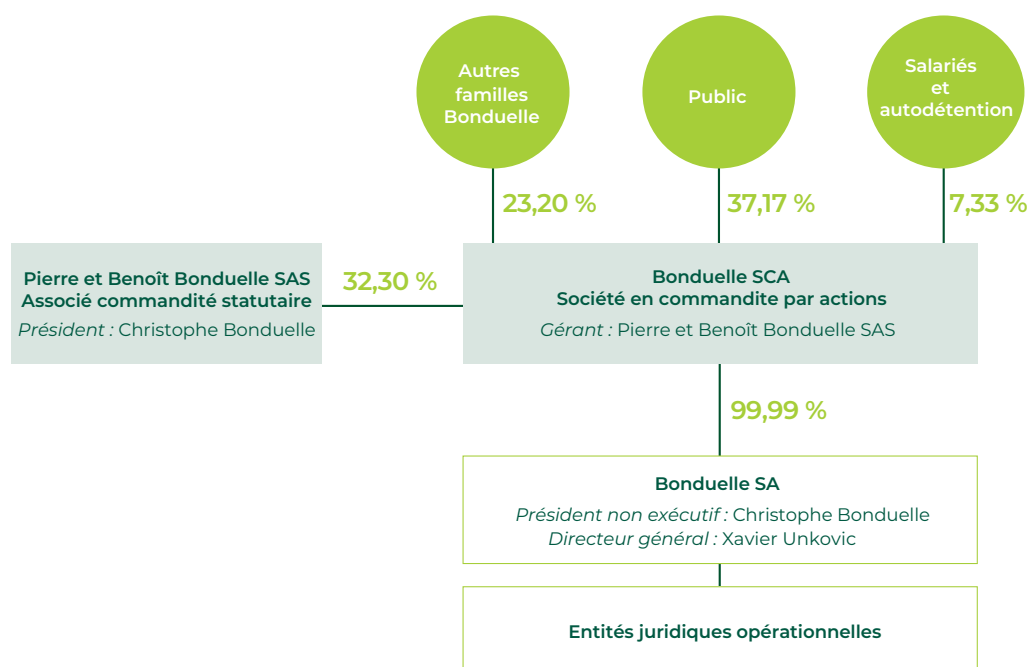 Autres
familles
Bonduelle
Public
Salariés
et
autodétention
23,20 %
37,17 %
7,33 %
Pierre et Benoît Bonduelle SAS
Associé commandité statutaire
Président : Christophe Bonduelle
32,30 %
Bonduelle SCA
Société en commandite par actions
Gérant : Pierre et Benoît Bonduelle SAS
99,99 %
Bonduelle SA
Président non exécutif : Christophe Bonduelle
Directeur général : Xavier Unkovic
Entités juridiques opérationnelles